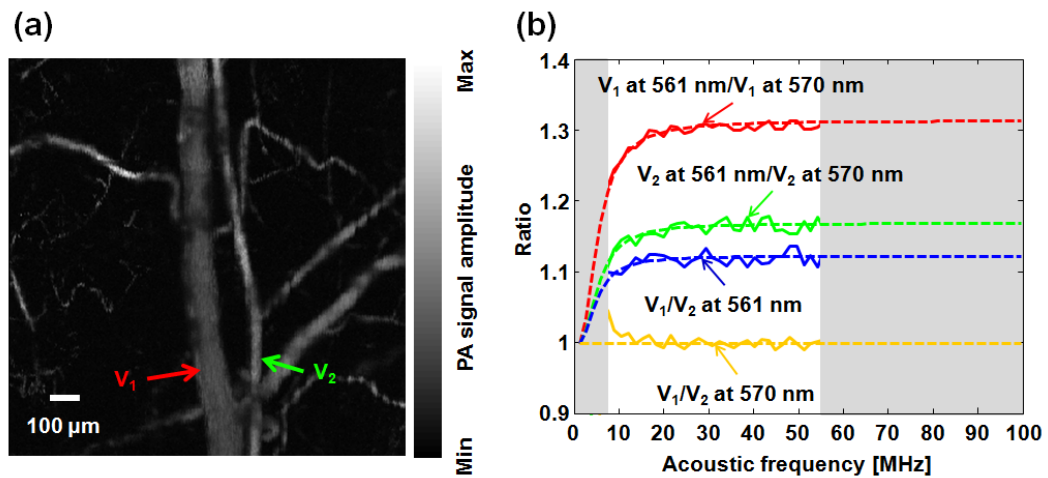 (a)
V₁
V₂
100 µm
Max
PA signal amplitude
Min
(b)
Ratio
1.4
1.3
1.2
1.1
1
0.9
V₁ at 561 nm/V₁ at 570 nm
V₂ at 561 nm/V₂ at 570 nm
V₁/V₂ at 561 nm
V₁/V₂ at 570 nm
0 10 20 30 40 50 60 70 80 90 100
Acoustic frequency [MHz]